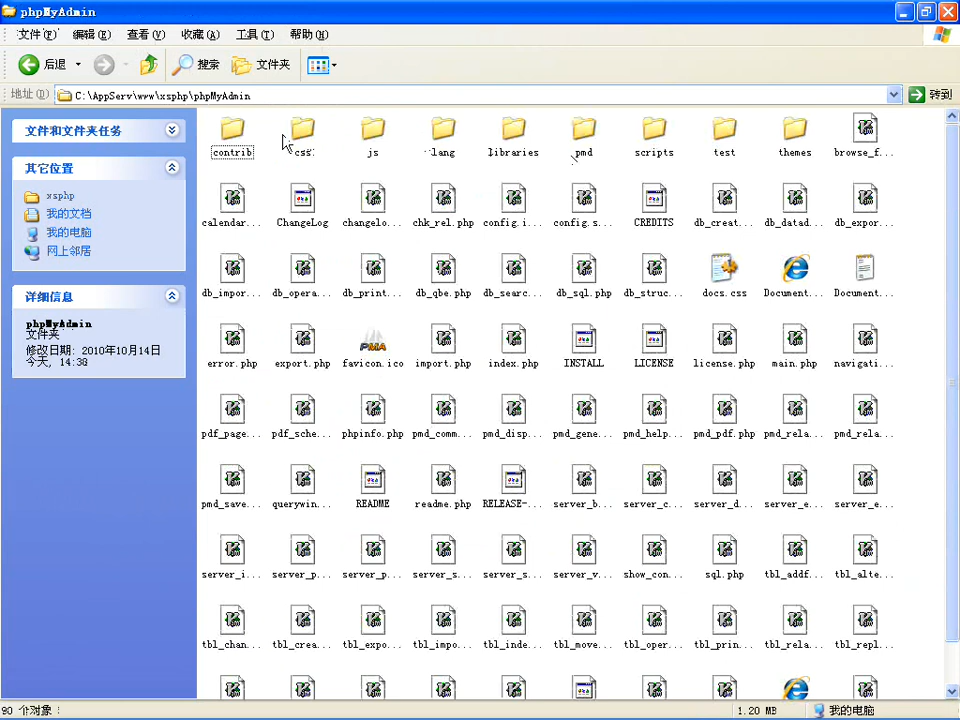 phpMyAdmin
文件(F) 编辑(E) 查看(V) 收藏(A) 工具(T) 帮助(H)
后退 搜索 文件夹
地址(D) C:\AppServ\www\xsphp\phpMyAdmin 转到
文件和文件夹任务
其它位置
xsphp
我的文档
我的电脑
网上邻居
详细信息
phpMyAdmin
文件夹
修改日期: 2010年10月14日
今天, 14:38
contrib css js lang libraries pmd scripts test themes browse_f...
calendar... ChangeLog changelo... chk_rel.php config.i... config.s... CREDITS db_creat... db_datad... db_expor...
db_impor... db_opera... db_print... db_qbe.php db_searc... db_sql.php db_struc... docs.css Document... Document...
error.php export.php favicon.ico import.php index.php INSTALL LICENSE license.php main.php navigati...
pdf_page... pdf_sche... phpinfo.php pmd_comm... pmd_disp... pmd_gene... pmd_help... pmd_pdf.php pmd_rela... pmd_rela...
pmd_save... querywin... README readme.php RELEASE-... server_b... server_c... server_d... server_e... server_e...
server_i... server_p... server_p... server_s... server_s... server_v... show_con... sql.php tbl_addf... tbl_alte...
tbl_chan... tbl_crea... tbl_expo... tbl_impo... tbl_inde... tbl_move... tbl_oper... tbl_prin... tbl_rela... tbl_repl...
90 个对象 1.20 MB 我的电脑